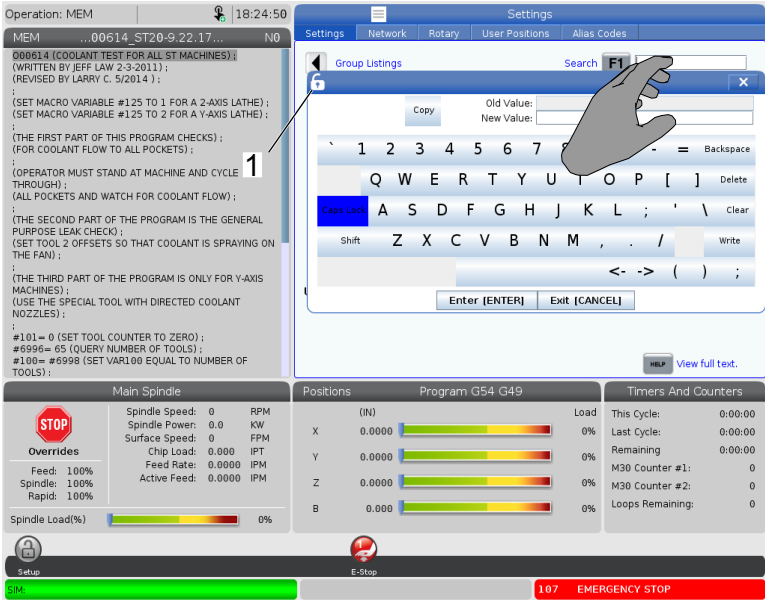 Operation: MEM
18:24:50
MEM ...00614_ST20-9.22.17... N0
O00614 (COOLANT TEST FOR ALL ST MACHINES) ;
(WRITTEN BY JEFF LAW 2-3-2011) ;
(REVISED BY LARRY C. 5/2014 ) ;
;
(SET MACRO VARIABLE #125 TO 1 FOR A 2-AXIS LATHE) ;
(SET MACRO VARIABLE #125 TO 2 FOR A Y-AXIS LATHE) ;
;
(THE FIRST PART OF THIS PROGRAM CHECKS) ;
(FOR COOLANT FLOW TO ALL POCKETS) ;
;
(OPERATOR MUST STAND AT MACHINE AND CYCLE
THROUGH) ;
(ALL POCKETS AND WATCH FOR COOLANT FLOW) ;
;
(THE SECOND PART OF THE PROGRAM IS THE GENERAL
PURPOSE LEAK CHECK) ;
(SET TOOL 2 OFFSETS SO THAT COOLANT IS SPRAYING ON
THE FAN) ;
;
(THE THIRD PART OF THE PROGRAM IS ONLY FOR Y-AXIS
MACHINES) ;
(USE THE SPECIAL TOOL WITH DIRECTED COOLANT
NOZZLES) ;
;
#101= 0 (SET TOOL COUNTER TO ZERO) ;
#6996= 65 (QUERY NUMBER OF TOOLS) ;
#100= #6998 (SET VAR100 EQUAL TO NUMBER OF
TOOLS) ;
1
Settings
Settings Network Rotary User Positions Alias Codes
Group Listings Search F1
X
Copy
Old Value:
New Value:
` 1 2 3 4 5 6 7 - = Backspace
Q W E R T Y U I O P [ ] Delete
Caps Lock A S D F G H J K L ; ' \ Clear
Shift Z X C V B N M , . / Write
<- -> ( ) ;
Enter [ENTER] Exit [CANCEL]
HELP View full text.
Main Spindle
STOP
Overrides
Feed: 100%
Spindle: 100%
Rapid: 100%
Spindle Speed: 0 RPM
Spindle Power: 0.0 KW
Surface Speed: 0 FPM
Chip Load: 0.000 IPT
Feed Rate: 0.0000 IPM
Active Feed: 0.0000 IPM
Spindle Load(%) 0%
Positions Program G54 G49
(IN) Load
X 0.0000 0%
Y 0.0000 0%
Z 0.0000 0%
B 0.000 0%
Timers And Counters
This Cycle: 0:00:00
Last Cycle: 0:00:00
Remaining 0:00:00
M30 Counter #1: 0
M30 Counter #2: 0
Loops Remaining: 0
Setup
E-Stop
SIM:
107 EMERGENCY STOP